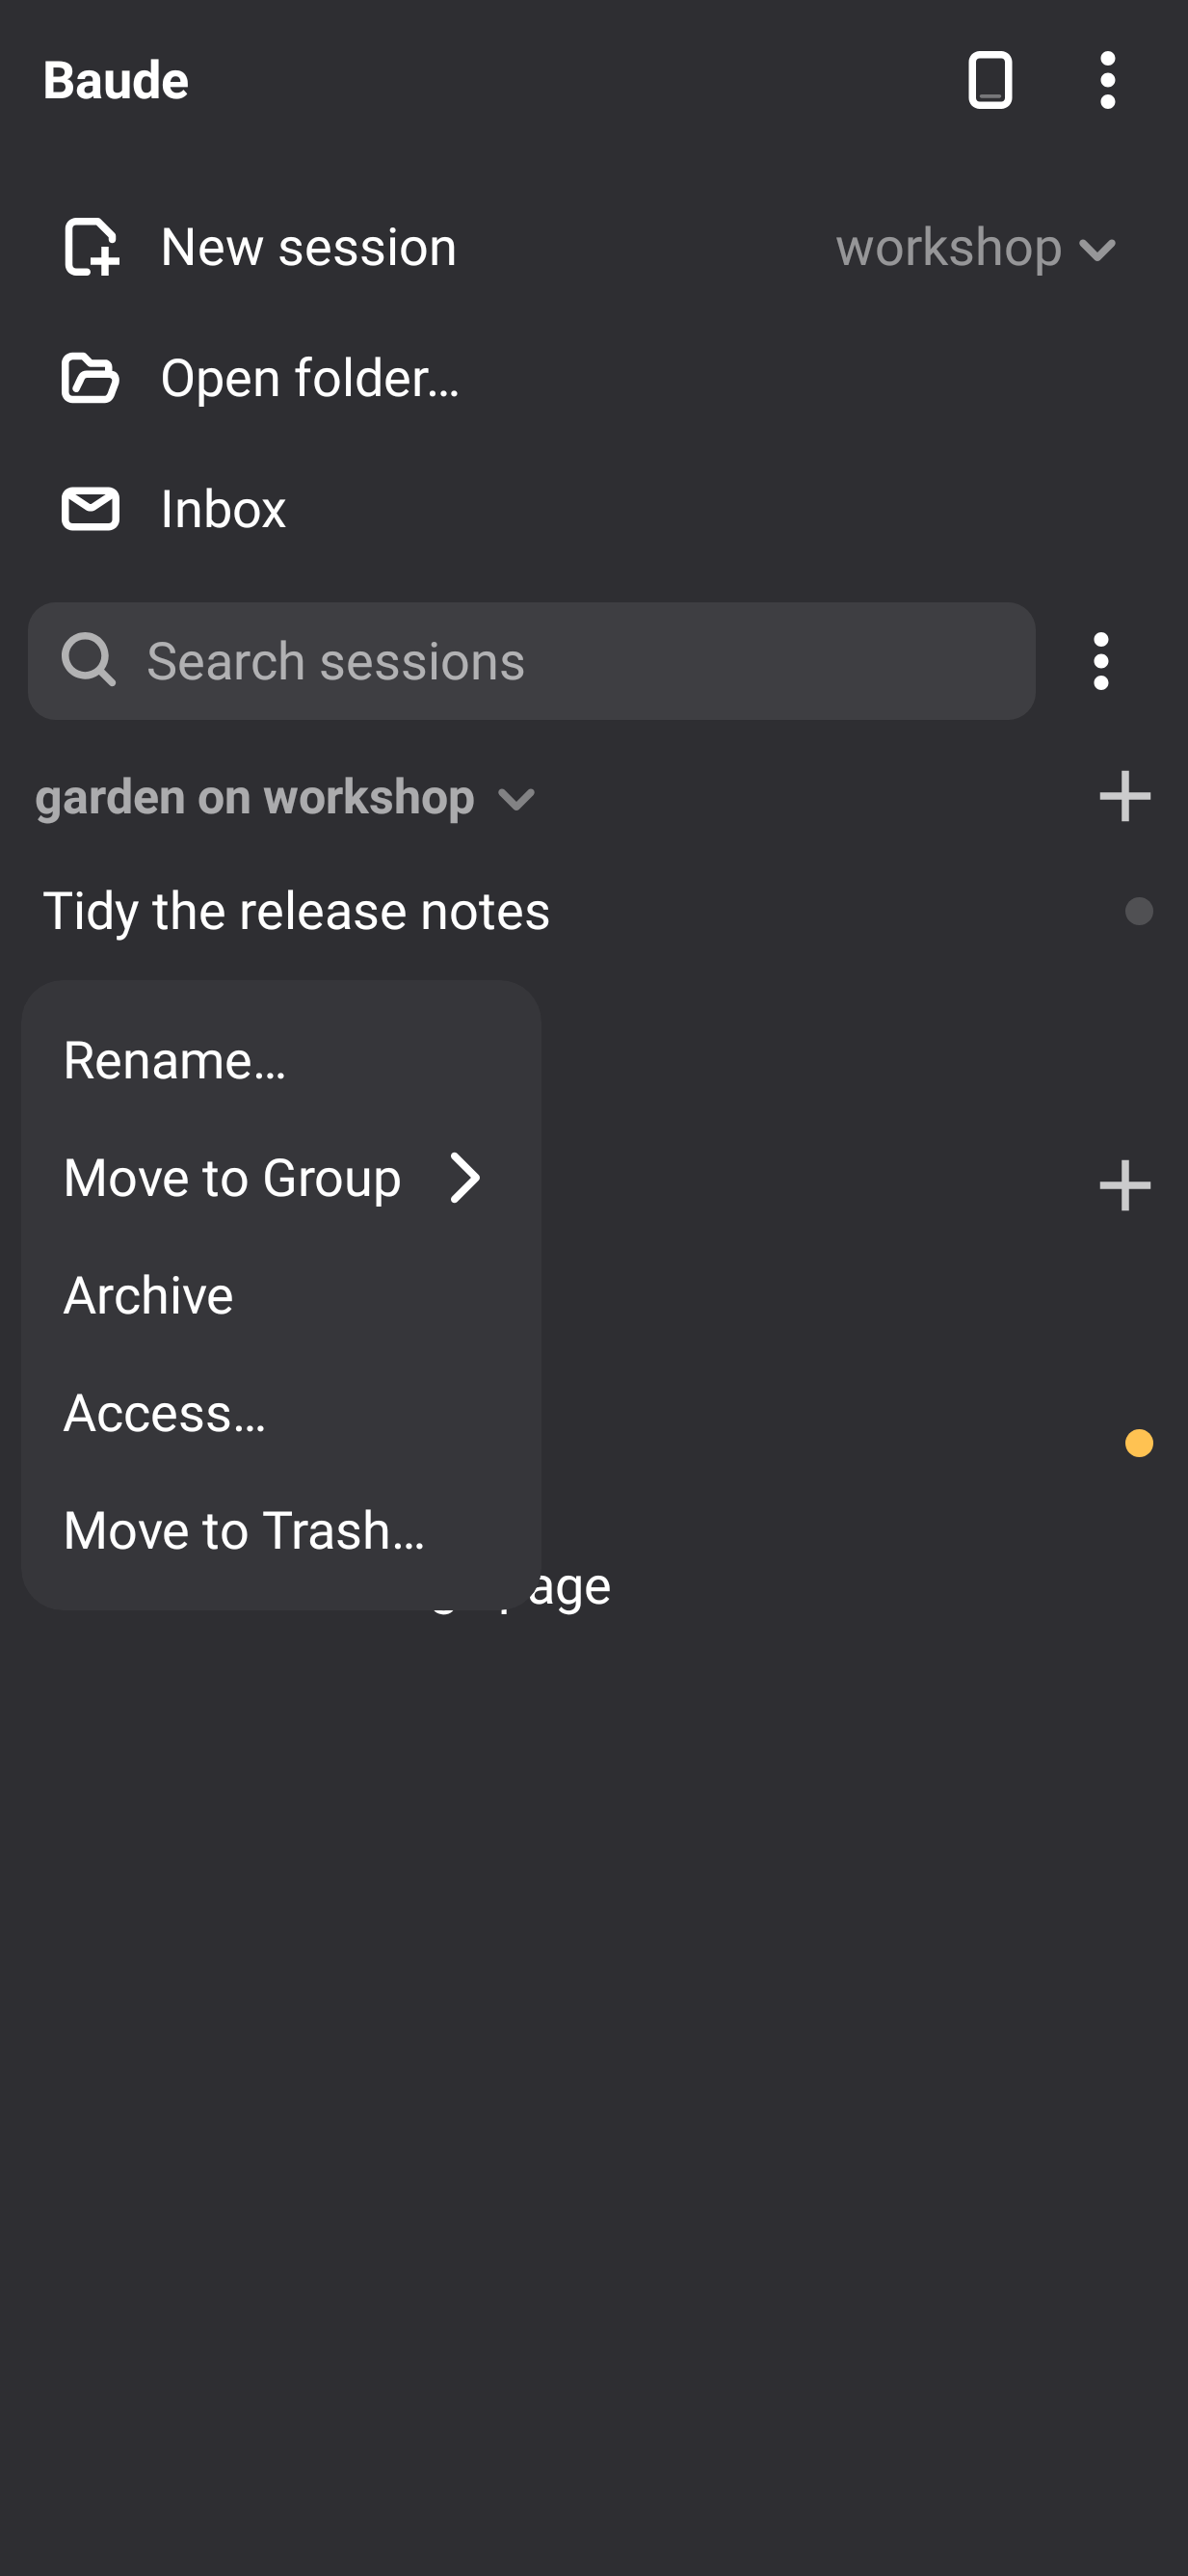 Baude
New session
workshop
Open folder…
Inbox
Search sessions
garden on workshop
Tidy the release notes
Rename…
Move to Group
Archive
Access…
Move to Trash…